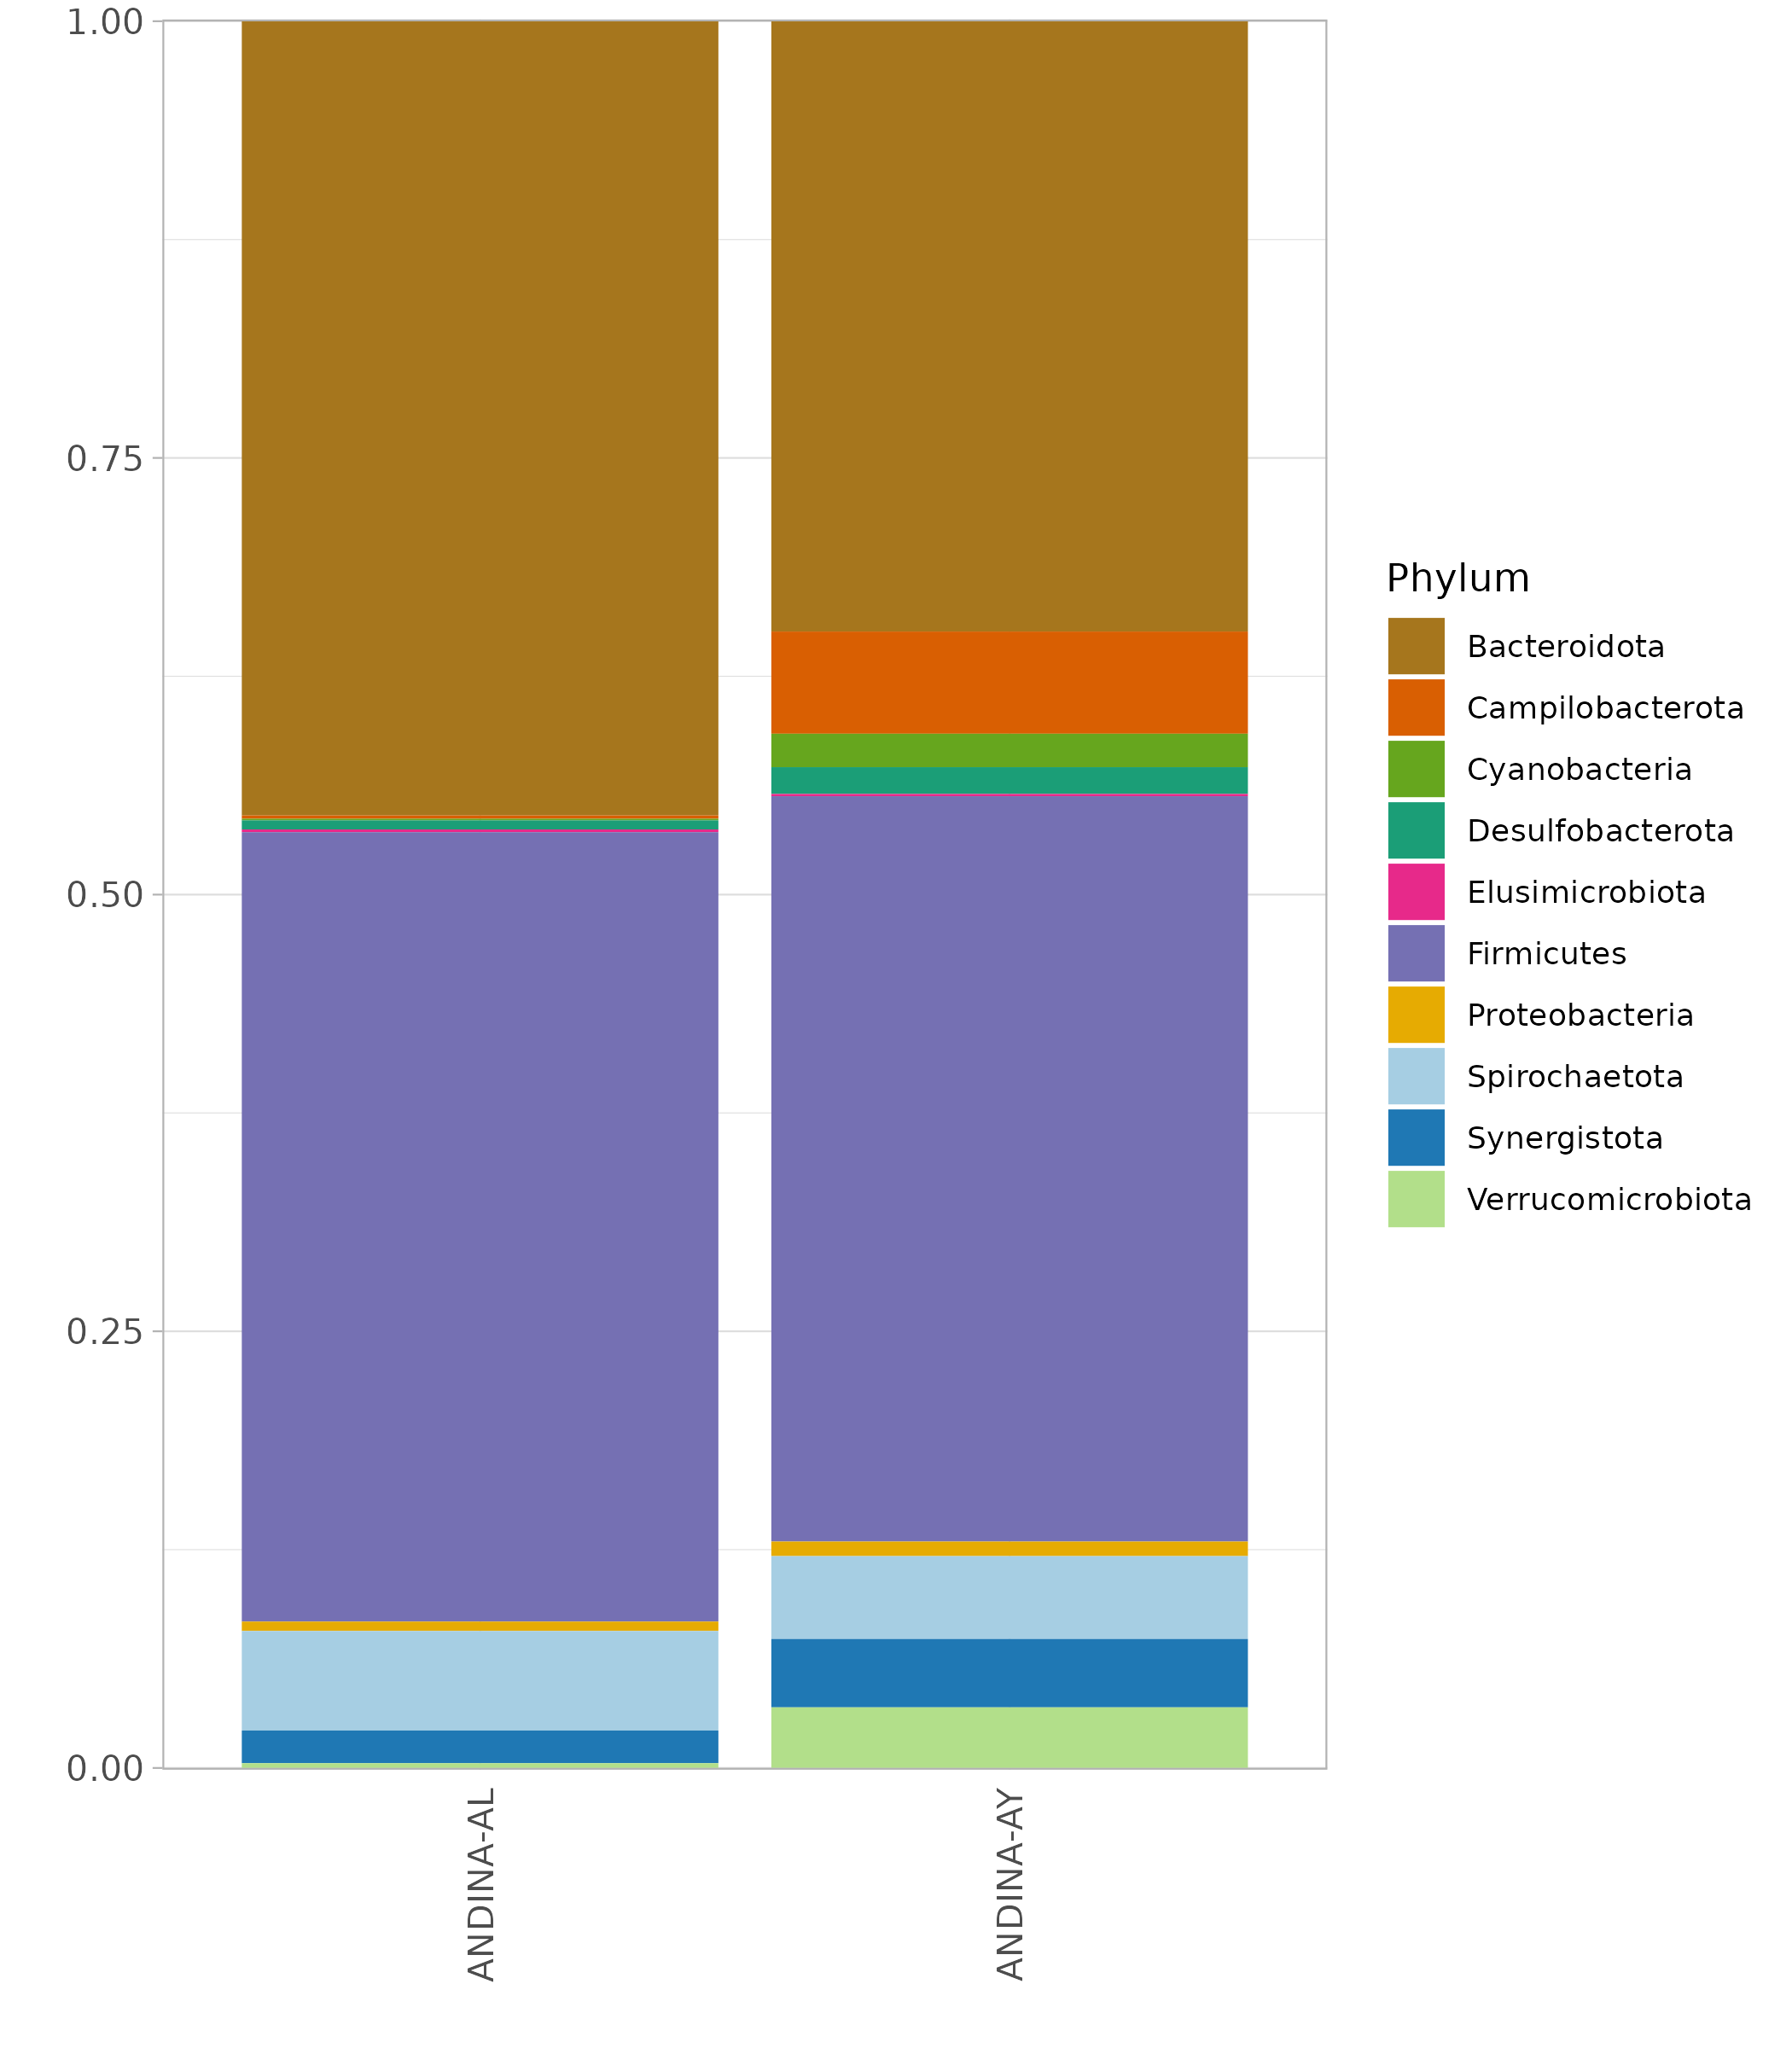 1.00
0.75
0.50
0.25
0.00
ANDINA-AL
ANDINA-AY
Phylum
Bacteroidota
Campilobacterota
Cyanobacteria
Desulfobacterota
Elusimicrobiota
Firmicutes
Proteobacteria
Spirochaetota
Synergistota
Verrucomicrobiota